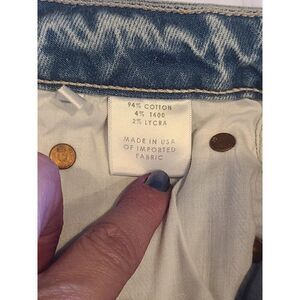 94% COTTON
4% T400
2% LYCRA
MADE IN USA
OF IMPORTED
FABRIC